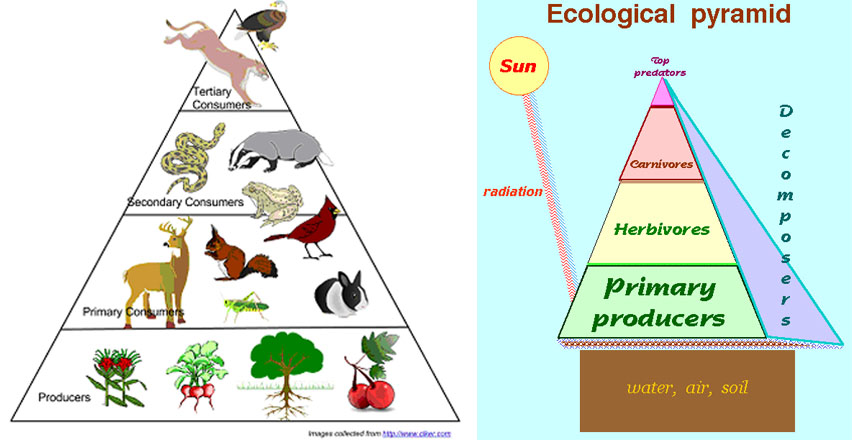 Tertiary
Consumers
Secondary Consumers
Primary Consumers
Producers
Images collected from http://www.clker.com
Ecological pyramid
Sun
radiation
Top
predators
Carnivores
Herbivores
Primary
producers
Decomposers
water, air, soil